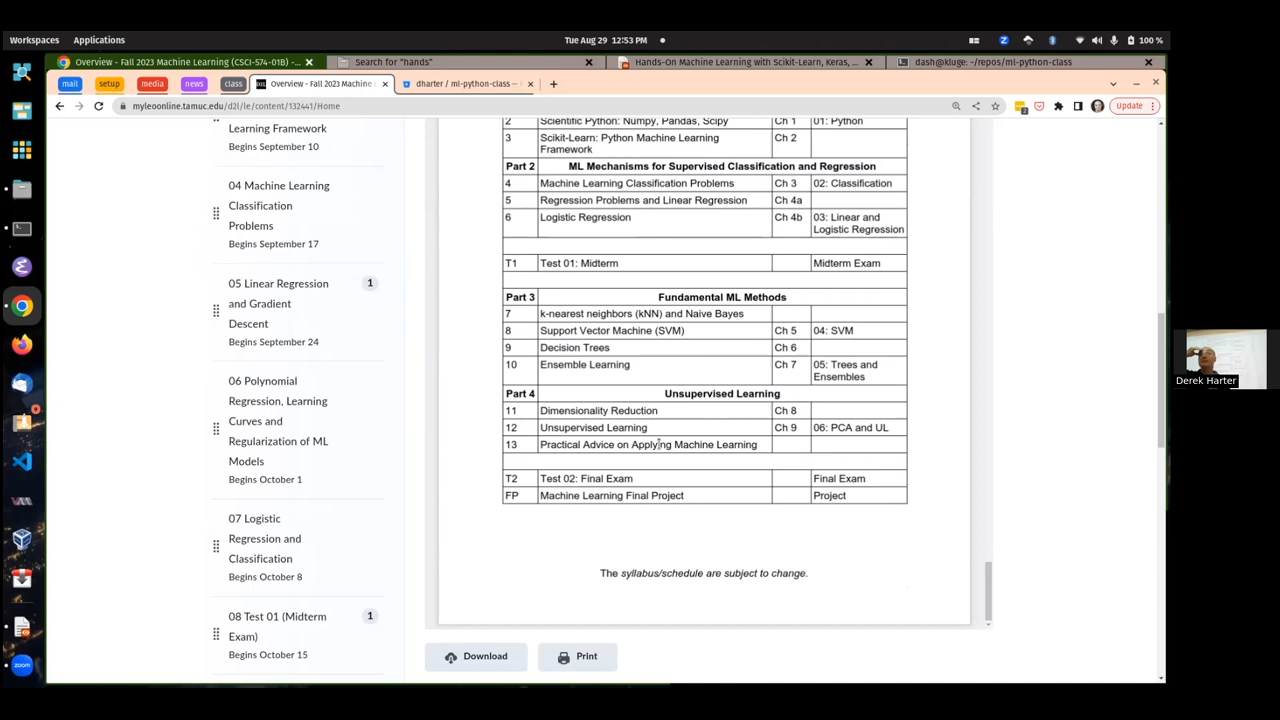 Workspaces Applications Tue Aug 29 12:53 PM 100 %
Overview - Fall 2023 Machine Learning (CSCI-574-01B) -... × Search for "hands" × Hands-On Machine Learning with Scikit-Learn, Keras, ... × dash@kluge: ~/repos/ml-python-class ×
mail setup media news class Overview - Fall 2023 Machine L × dharter / ml-python-class — × +
myleoonline.tamuc.edu/d2l/le/content/132441/Home Update
Learning Framework
Begins September 10
04 Machine Learning
Classification
Problems
Begins September 17
05 Linear Regression 1
and Gradient
Descent
Begins September 24
06 Polynomial
Regression, Learning
Curves and
Regularization of ML
Models
Begins October 1
07 Logistic
Regression and
Classification
Begins October 8
08 Test 01 (Midterm 1
Exam)
Begins October 15
2 Scientific Python: Numpy, Pandas, Scipy Ch 1 01: Python
3 Scikit-Learn: Python Machine Learning Ch 2
Framework
Part 2 ML Mechanisms for Supervised Classification and Regression
4 Machine Learning Classification Problems Ch 3 02: Classification
5 Regression Problems and Linear Regression Ch 4a
6 Logistic Regression Ch 4b 03: Linear and
Logistic Regression
T1 Test 01: Midterm Midterm Exam
Part 3 Fundamental ML Methods
7 k-nearest neighbors (kNN) and Naive Bayes
8 Support Vector Machine (SVM) Ch 5 04: SVM
9 Decision Trees Ch 6
10 Ensemble Learning Ch 7 05: Trees and
Ensembles
Part 4 Unsupervised Learning
11 Dimensionality Reduction Ch 8
12 Unsupervised Learning Ch 9 06: PCA and UL
13 Practical Advice on Applying Machine Learning
T2 Test 02: Final Exam Final Exam
FP Machine Learning Final Project Project
The syllabus/schedule are subject to change.
Download Print
Derek Harter
zoom